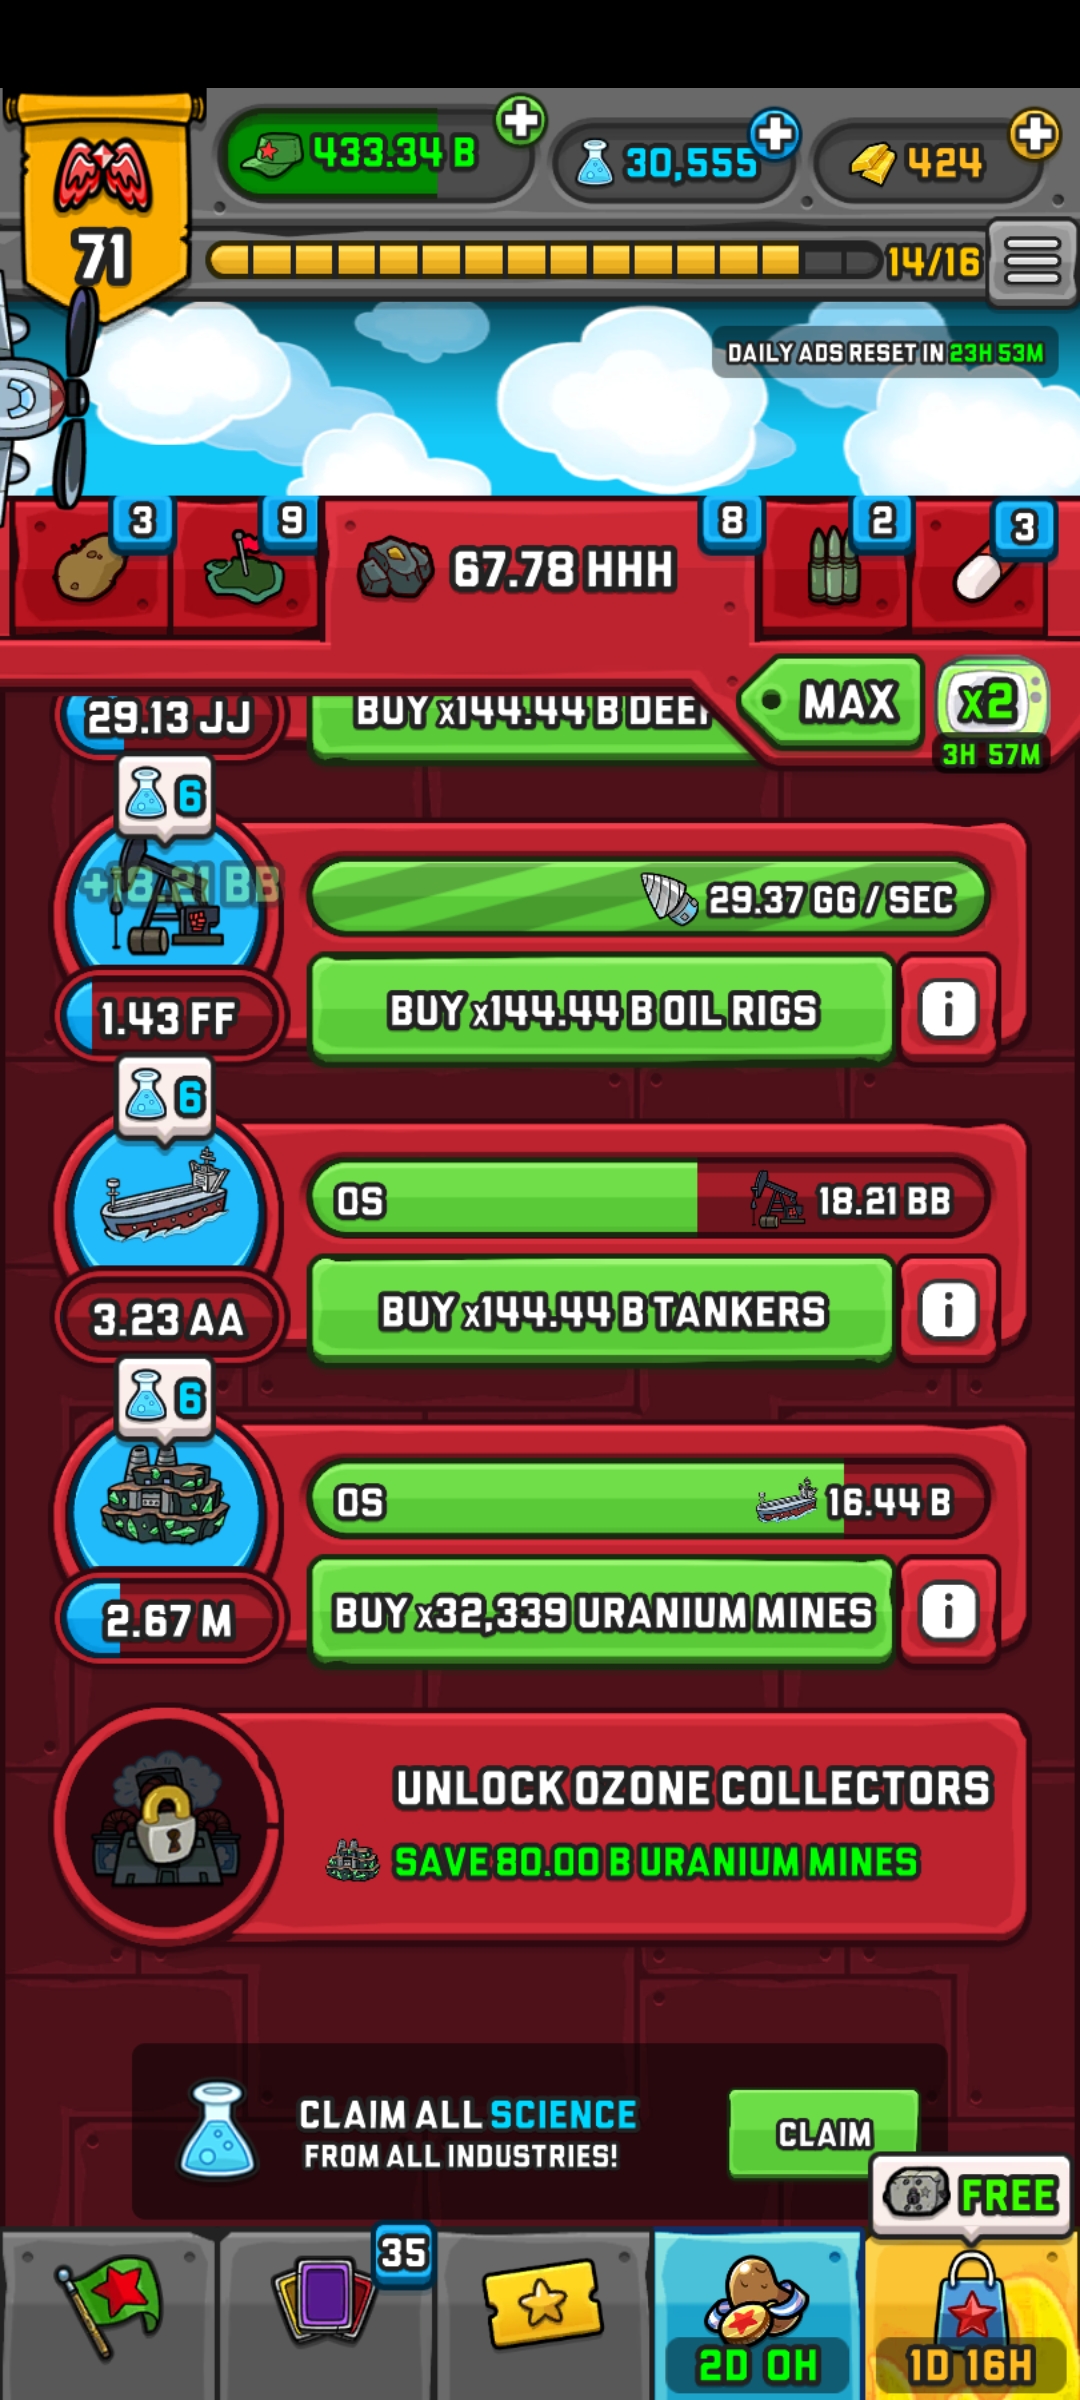 71
433.34 B
30,555
424
14/16
DAILY ADS RESET IN 23H 53M
3
9
67.78 HHH
8
2
3
29.13 JJ
BUY x144.44 B
MAX
x2
3H 57M
6
+18.21 BB
29.37 GG / SEC
1.43 FF
BUY x144.44 B OIL RIGS
i
6
0S
18.21 BB
3.23 AA
BUY x144.44 B TANKERS
i
6
0S
16.44 B
2.67 M
BUY x32,339 URANIUM MINES
i
UNLOCK OZONE COLLECTORS
SAVE 80.00 B URANIUM MINES
CLAIM ALL SCIENCE
FROM ALL INDUSTRIES!
CLAIM
FREE
35
2D 0H
1D 16H